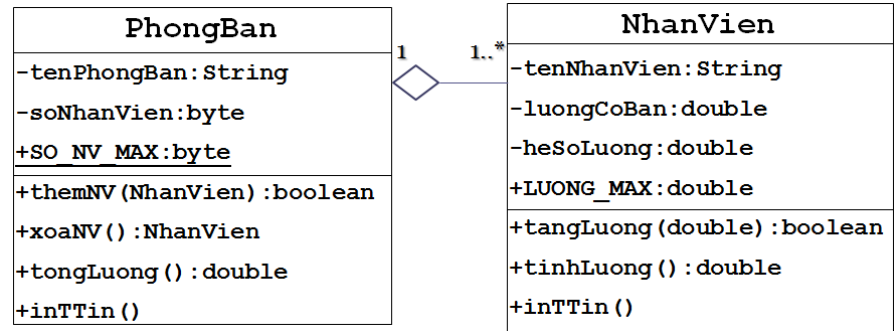 PhongBan
-tenPhongBan:String
-soNhanVien:byte
+SO_NV_MAX:byte
+themNV(NhanVien):boolean
+xoaNV():NhanVien
+tongLuong():double
+inTTin()
1
1..*
NhanVien
-tenNhanVien:String
-luongCoBan:double
-heSoLuong:double
+LUONG_MAX:double
+tangLuong(double):boolean
+tinhLuong():double
+inTTin()